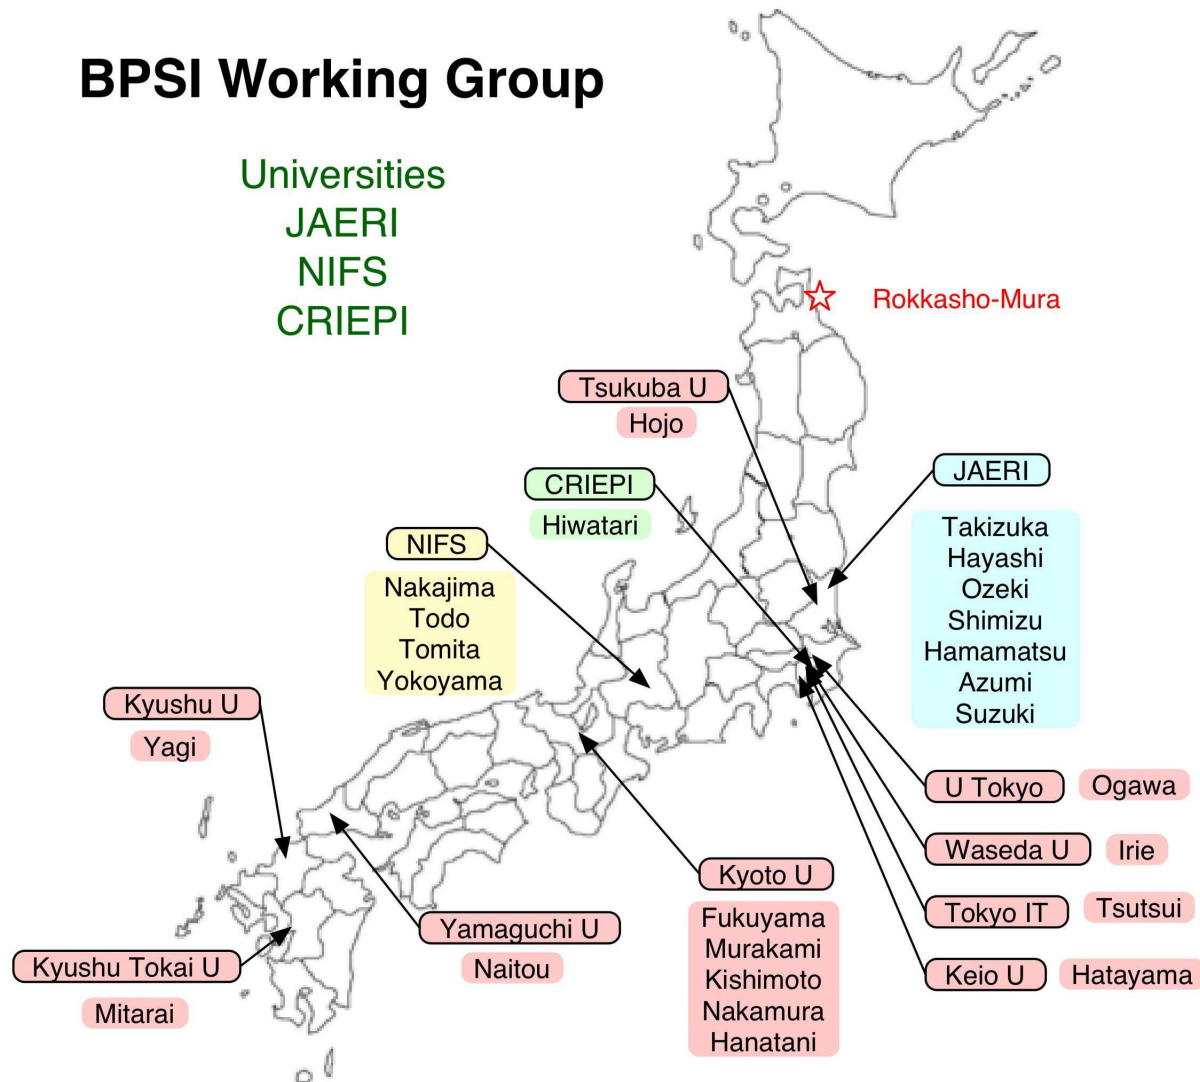 BPSI Working Group
Universities
JAERI
NIFS
CRIEPI
Rokkasho-Mura
Tsukuba U
Hojo
CRIEPI
Hiwatari
JAERI
Takizuka
Hayashi
Ozeki
Shimizu
Hamamatsu
Azumi
Suzuki
NIFS
Nakajima
Todo
Tomita
Yokoyama
Kyushu U
Yagi
U Tokyo
Ogawa
Waseda U
Irie
Tokyo IT
Tsutsui
Keio U
Hatayama
Kyoto U
Fukuyama
Murakami
Kishimoto
Nakamura
Hanatani
Yamaguchi U
Naitou
Kyushu Tokai U
Mitarai